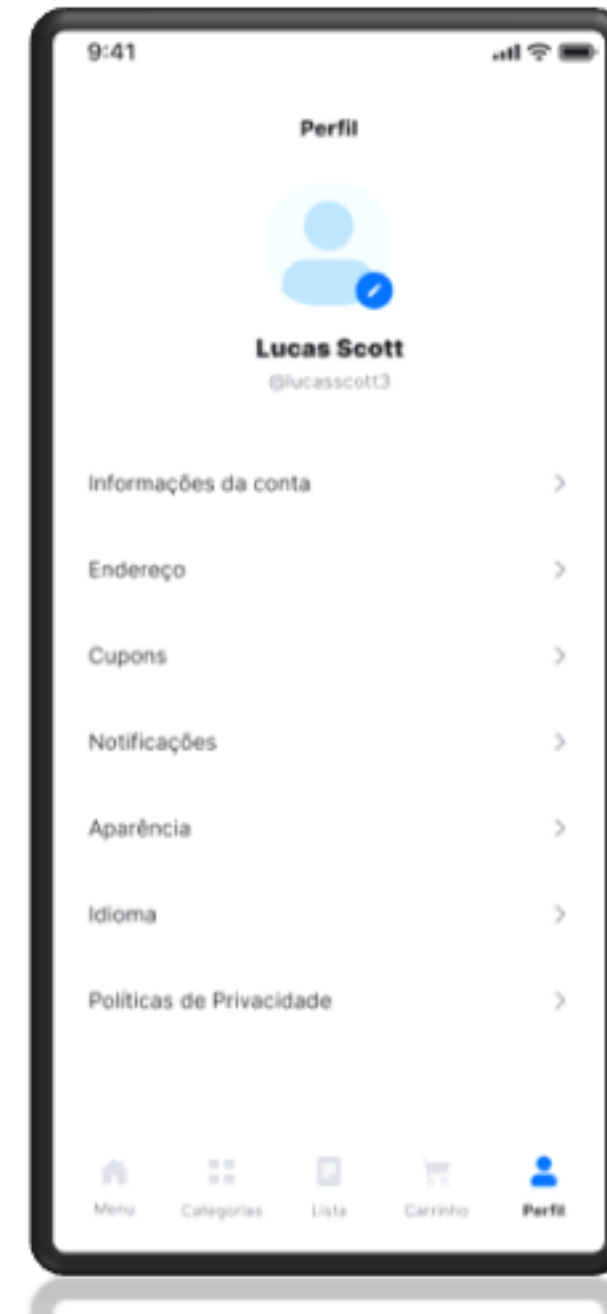 9:41
Perfil
Lucas Scott
@lucasscott3
Informações da conta
Endereço
Cupons
Notificações
Aparência
Idioma
Políticas de Privacidade
Menu Categorias Lista Carrinho Perfil